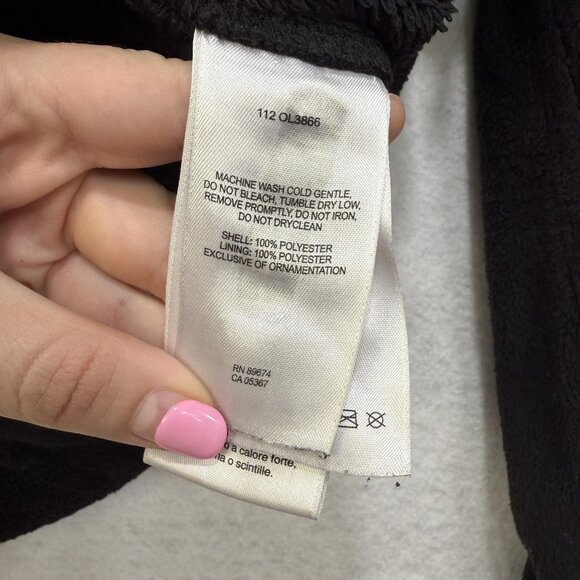 112 OL3866
MACHINE WASH COLD GENTLE,
DO NOT BLEACH, TUMBLE DRY LOW,
REMOVE PROMPTLY, DO NOT IRON,
DO NOT DRYCLEAN
SHELL: 100% POLYESTER
LINING: 100% POLYESTER
EXCLUSIVE OF ORNAMENTATION
RN 89674
CA 05367
o a calore forte,
o scintille.